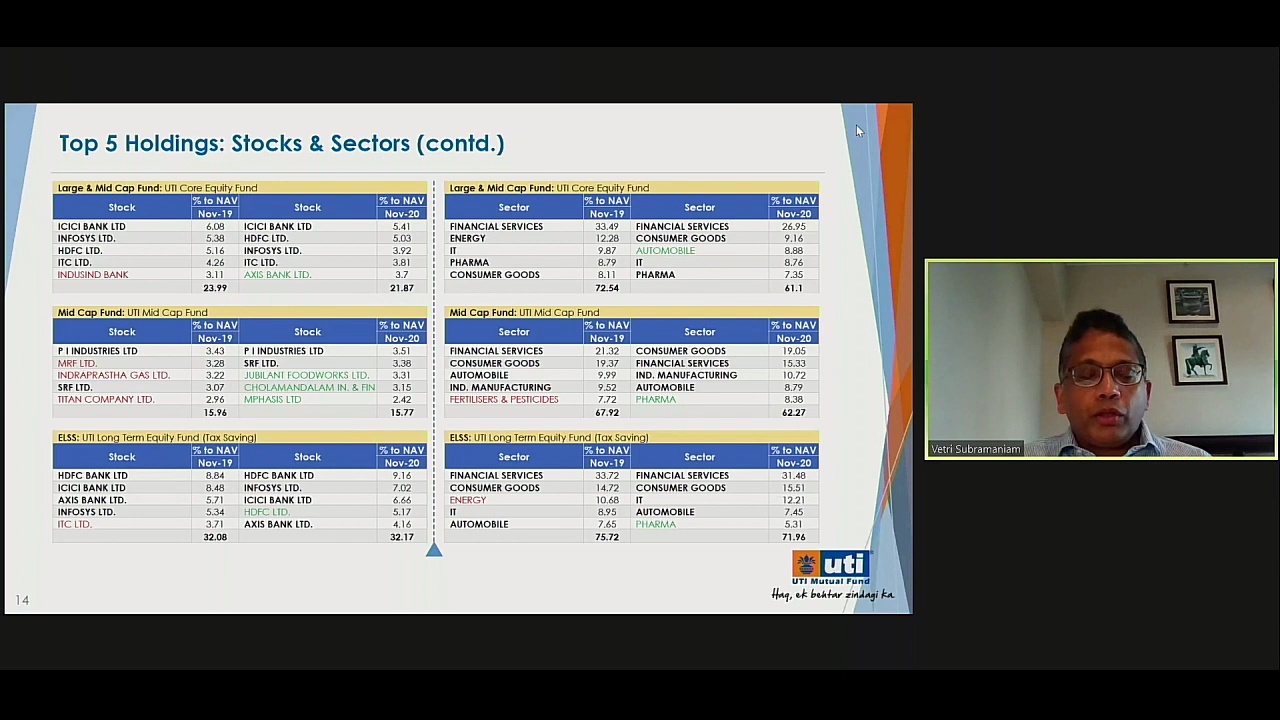 Top 5 Holdings: Stocks & Sectors (contd.)
Large & Mid Cap Fund: UTI Core Equity Fund
Stock % to NAV Stock % to NAV
Nov-19 Nov-20
ICICI BANK LTD 6.08 ICICI BANK LTD 5.41
INFOSYS LTD. 5.38 HDFC LTD. 5.03
HDFC LTD. 5.16 INFOSYS LTD. 3.92
ITC LTD. 4.26 ITC LTD. 3.81
INDUSIND BANK 3.11 AXIS BANK LTD. 3.7
23.99 21.87
Large & Mid Cap Fund: UTI Core Equity Fund
Sector % to NAV Sector % to NAV
Nov-19 Nov-20
FINANCIAL SERVICES 33.49 FINANCIAL SERVICES 26.95
ENERGY 12.28 CONSUMER GOODS 9.16
IT 9.87 AUTOMOBILE 8.88
PHARMA 8.79 IT 8.76
CONSUMER GOODS 8.11 PHARMA 7.35
72.54 61.1
Mid Cap Fund: UTI Mid Cap Fund
Stock % to NAV Stock % to NAV
Nov-19 Nov-20
P I INDUSTRIES LTD 3.43 P I INDUSTRIES LTD 3.51
MRF LTD. 3.28 SRF LTD. 3.38
INDRAPRASTHA GAS LTD. 3.22 JUBILANT FOODWORKS LTD. 3.31
SRF LTD. 3.07 CHOLAMANDALAM IN. & FIN 3.15
TITAN COMPANY LTD. 2.96 MPHASIS LTD 2.42
15.96 15.77
Mid Cap Fund: UTI Mid Cap Fund
Sector % to NAV Sector % to NAV
Nov-19 Nov-20
FINANCIAL SERVICES 21.32 CONSUMER GOODS 19.05
CONSUMER GOODS 19.37 FINANCIAL SERVICES 15.33
AUTOMOBILE 9.99 IND. MANUFACTURING 10.72
IND. MANUFACTURING 9.52 AUTOMOBILE 8.79
FERTILISERS & PESTICIDES 7.72 PHARMA 8.38
67.92 62.27
ELSS: UTI Long Term Equity Fund (Tax Saving)
Stock % to NAV Stock % to NAV
Nov-19 Nov-20
HDFC BANK LTD 8.84 HDFC BANK LTD 9.16
ICICI BANK LTD 8.48 INFOSYS LTD. 7.02
AXIS BANK LTD. 5.71 ICICI BANK LTD 6.66
INFOSYS LTD. 5.34 HDFC LTD. 5.17
ITC LTD. 3.71 AXIS BANK LTD. 4.16
32.08 32.17
ELSS: UTI Long Term Equity Fund (Tax Saving)
Sector % to NAV Sector % to NAV
Nov-19 Nov-20
FINANCIAL SERVICES 33.72 FINANCIAL SERVICES 31.48
CONSUMER GOODS 14.72 CONSUMER GOODS 15.51
ENERGY 10.68 IT 12.21
IT 8.95 AUTOMOBILE 7.45
AUTOMOBILE 7.65 PHARMA 5.31
75.72 71.96
uti
UTI Mutual Fund
Haq, ek behtar zindagi ka
14
Vetri Subramaniam